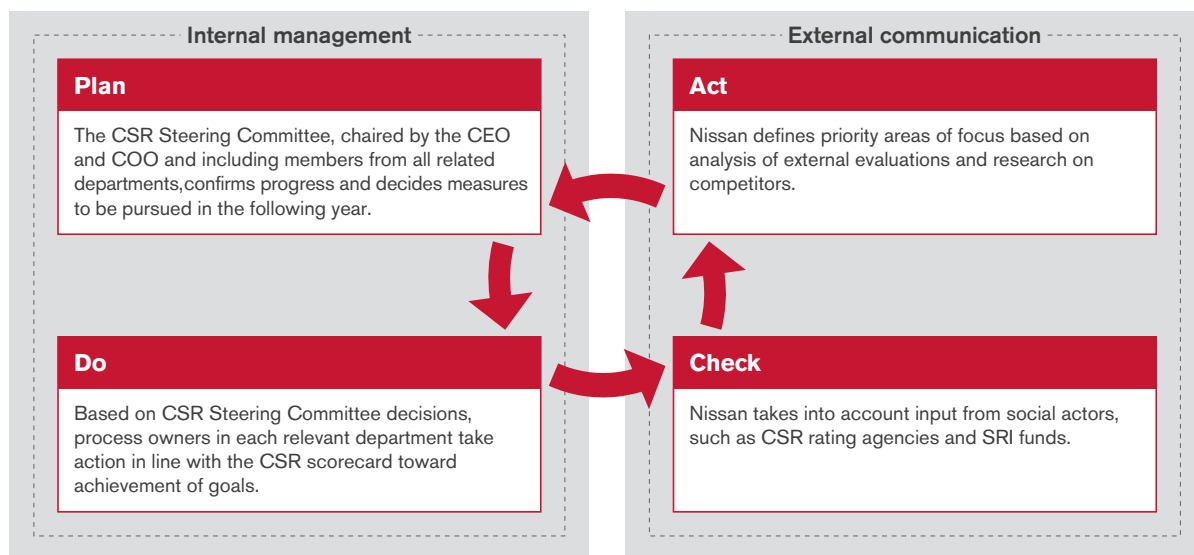 Internal management
Plan
The CSR Steering Committee, chaired by the CEO
and COO and including members from all related
departments,confirms progress and decides measures
to be pursued in the following year.
Do
Based on CSR Steering Committee decisions,
process owners in each relevant department take
action in line with the CSR scorecard toward
achievement of goals.
External communication
Act
Nissan defines priority areas of focus based on
analysis of external evaluations and research on
competitors.
Check
Nissan takes into account input from social actors,
such as CSR rating agencies and SRI funds.